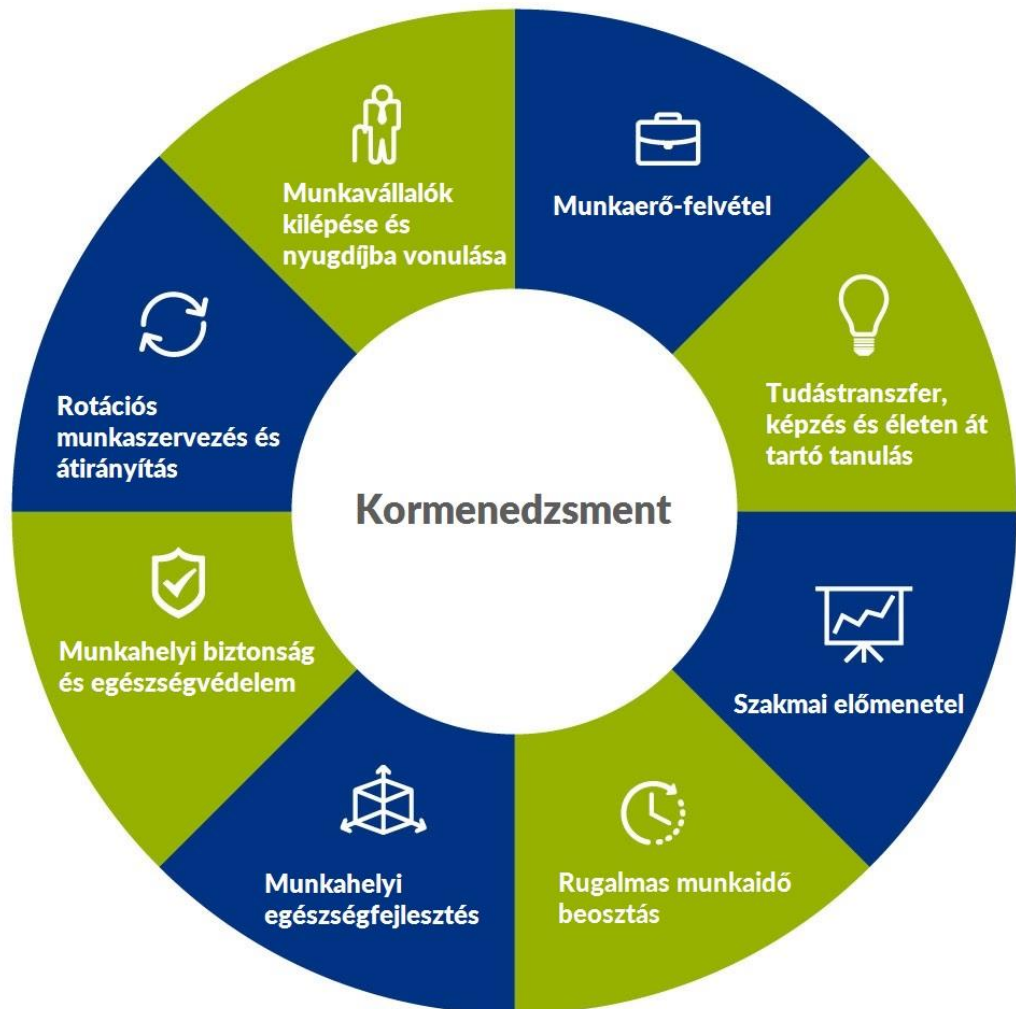 Munkaerő-felvétel
Tudástranszfer,
képzés és életen át
tartó tanulás
Szakmai előmenetel
Rugalmas munkaidő
beosztás
Munkahelyi
egészségfejlesztés
Munkahelyi biztonság
és egészségvédelem
Rotációs
munkaszervezés és
átirányítás
Munkavállalók
kilépése és
nyugdíjba vonulása
Kormenedzsment